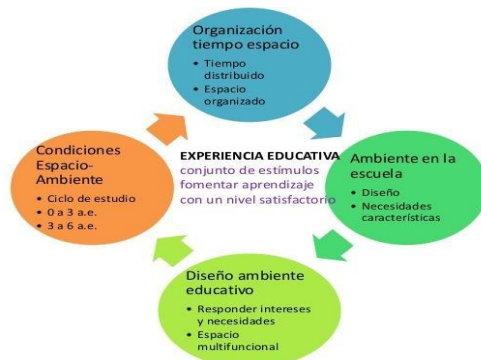 Organización
tiempo espacio
• Tiempo
distribuido
• Espacio
organizado
Condiciones
Espacio-
Ambiente
• Ciclo de estudio
• 0 a 3 a.e.
• 3 a 6 a.e.
EXPERIENCIA EDUCATIVA
conjunto de estímulos
fomentar aprendizaje
con un nivel satisfactorio
Ambiente en la
escuela
• Diseño
• Necesidades
características
Diseño ambiente
educativo
• Responder intereses
y necesidades
• Espacio
multifuncional